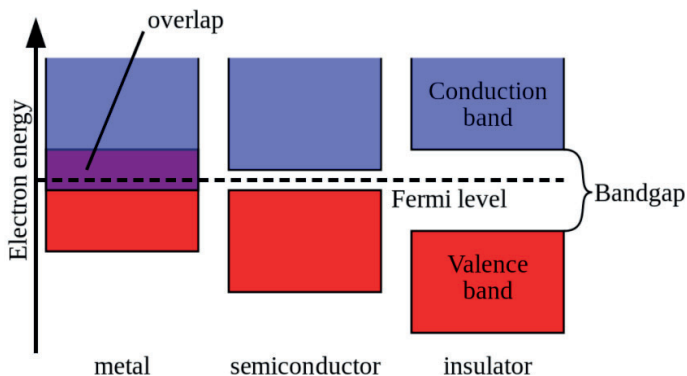 overlap
Electron energy
Conduction
band
Fermi level
Bandgap
Valence
band
metal
semiconductor
insulator